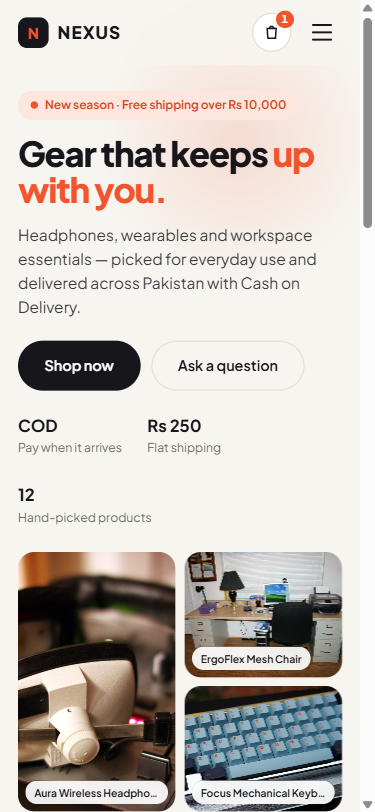 N NEXUS
1
New season · Free shipping over Rs 10,000
Gear that keeps up
with you.
Headphones, wearables and workspace
essentials — picked for everyday use and
delivered across Pakistan with Cash on
Delivery.
Shop now
Ask a question
COD
Pay when it arrives
Rs 250
Flat shipping
12
Hand-picked products
Aura Wireless Headpho...
ErgoFlex Mesh Chair
Focus Mechanical Keyb...